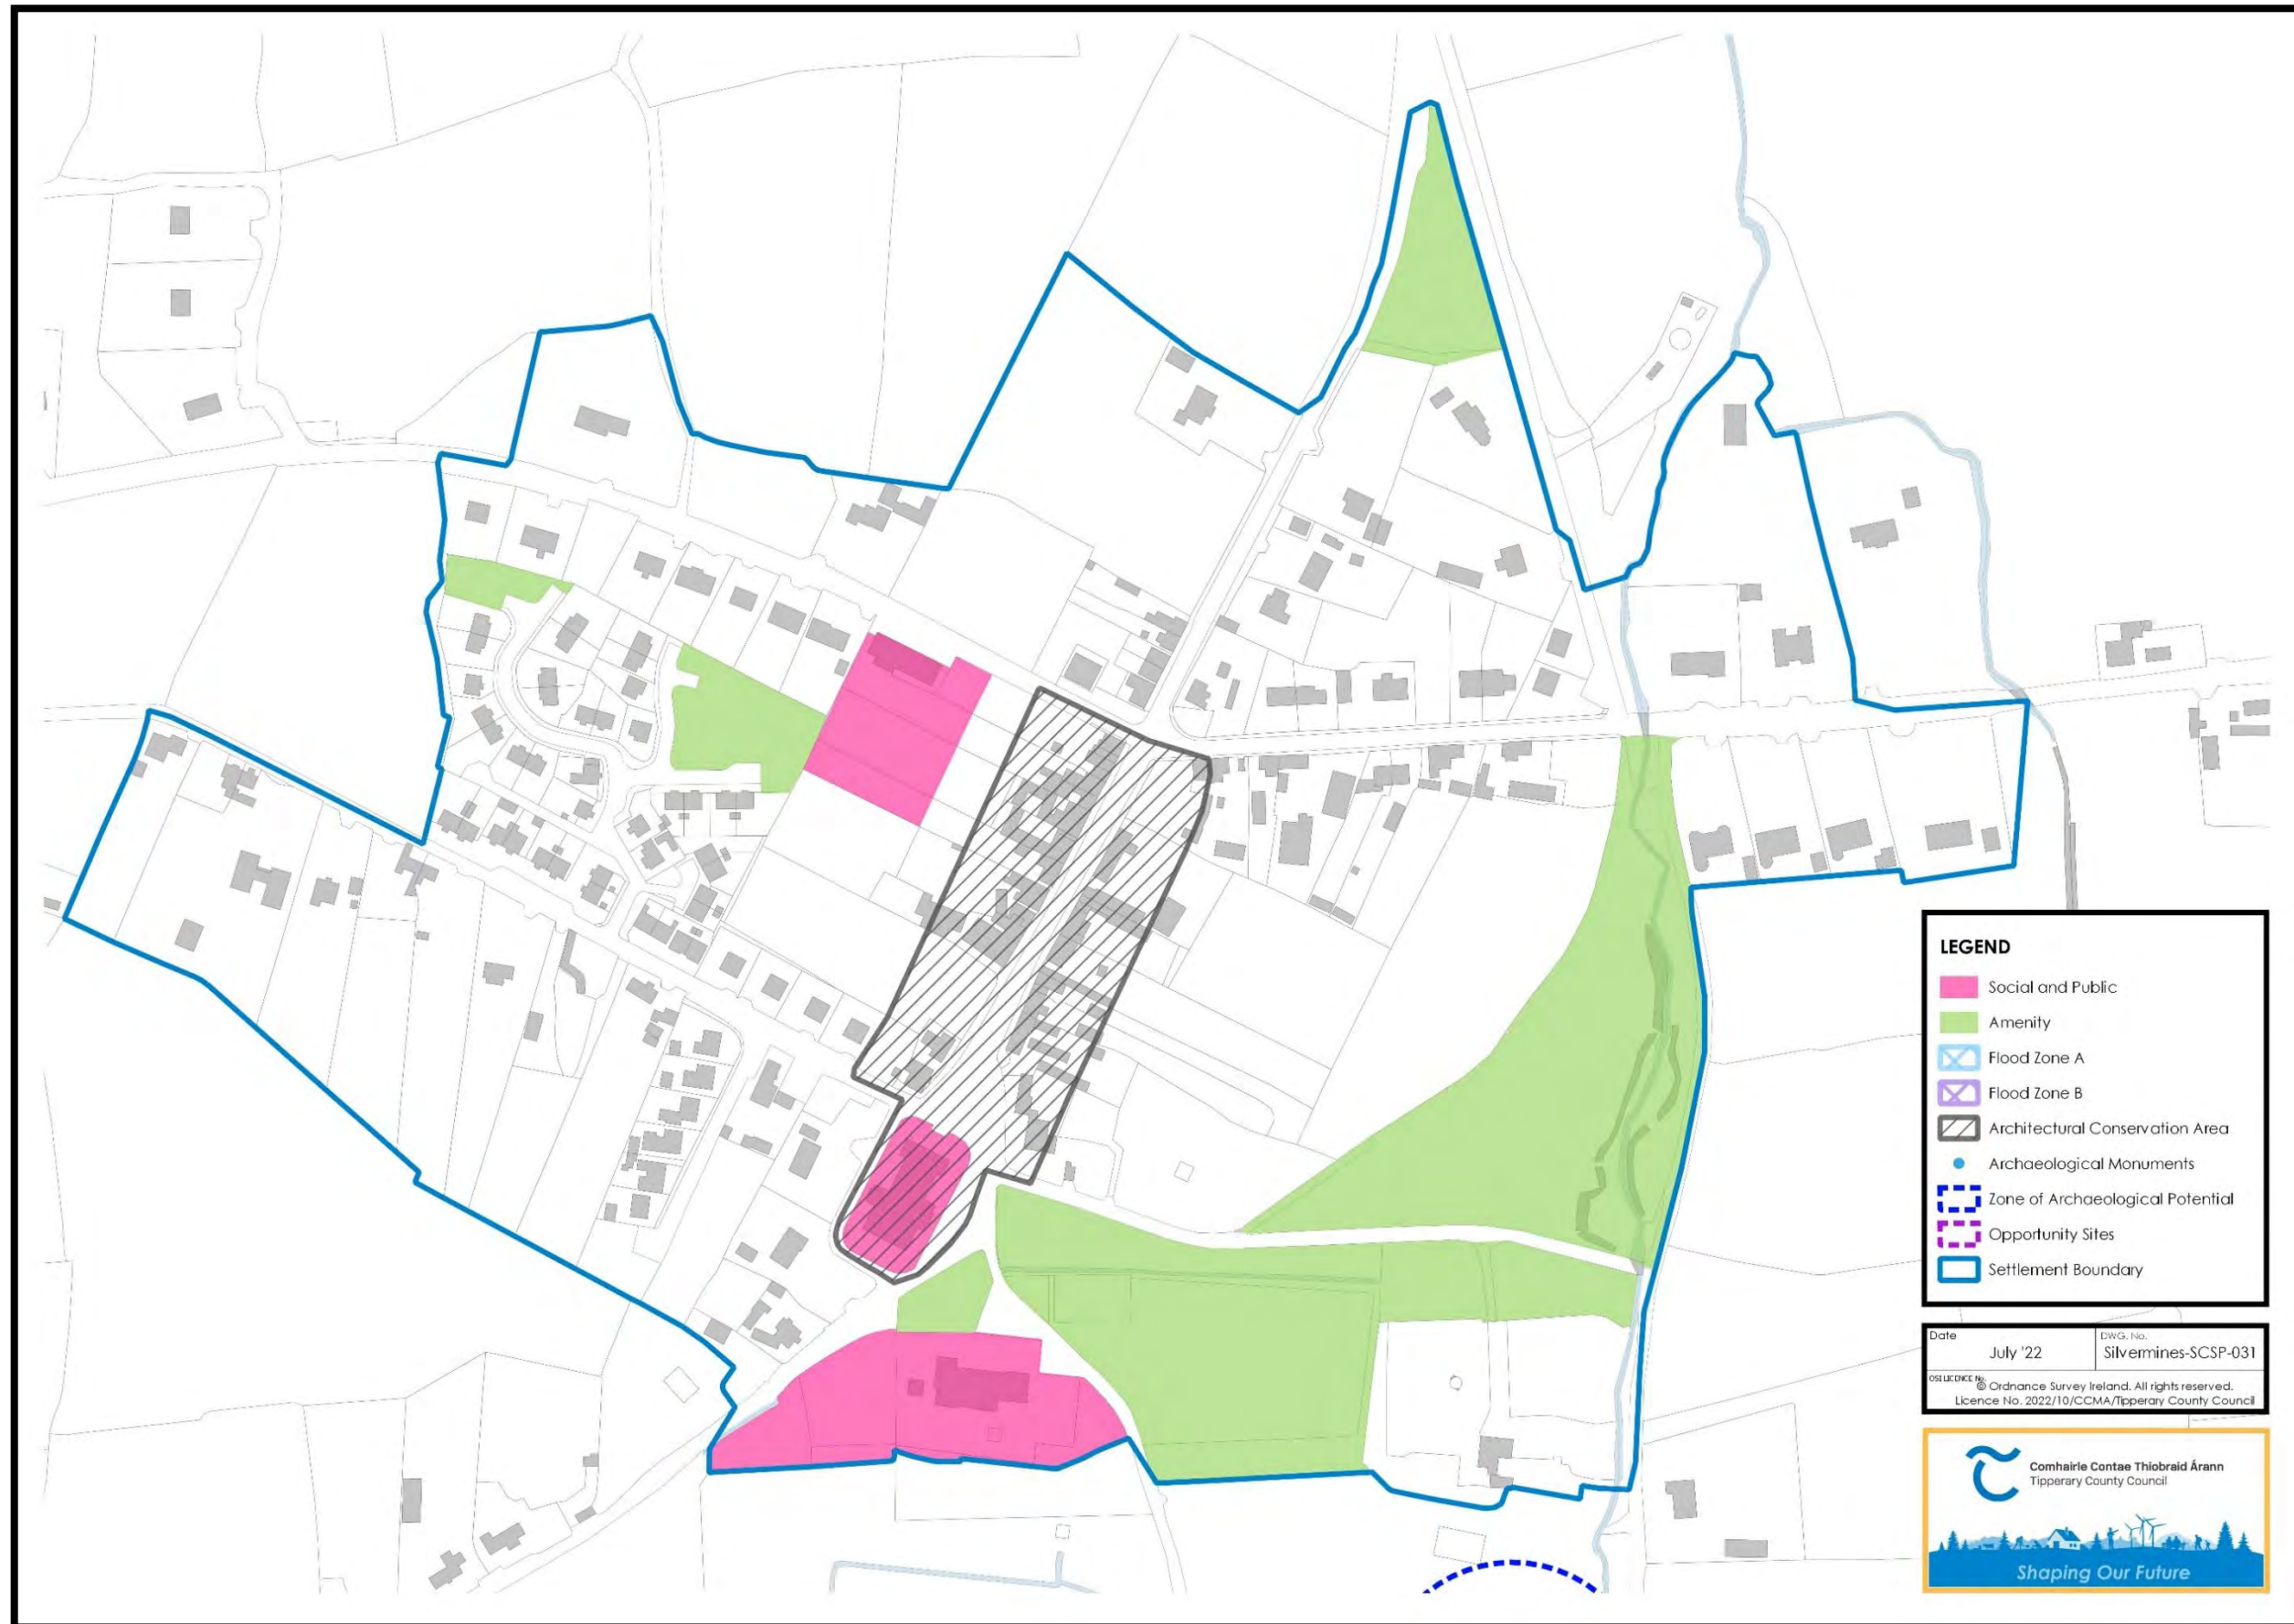 LEGEND
Social and Public
Amenity
Flood Zone A
Flood Zone B
Architectural Conservation Area
Archaeological Monuments
Zone of Archaeological Potential
Opportunity Sites
Settlement Boundary
Date
July '22
DWG. No.
Silvermines-SCSP-031
OSI LICENCE No.
© Ordnance Survey Ireland. All rights reserved.
Licence No. 2022/10/CCMA/Tipperary County Council
Comhairle Contae Thiobraid Árann
Tipperary County Council
Shaping Our Future